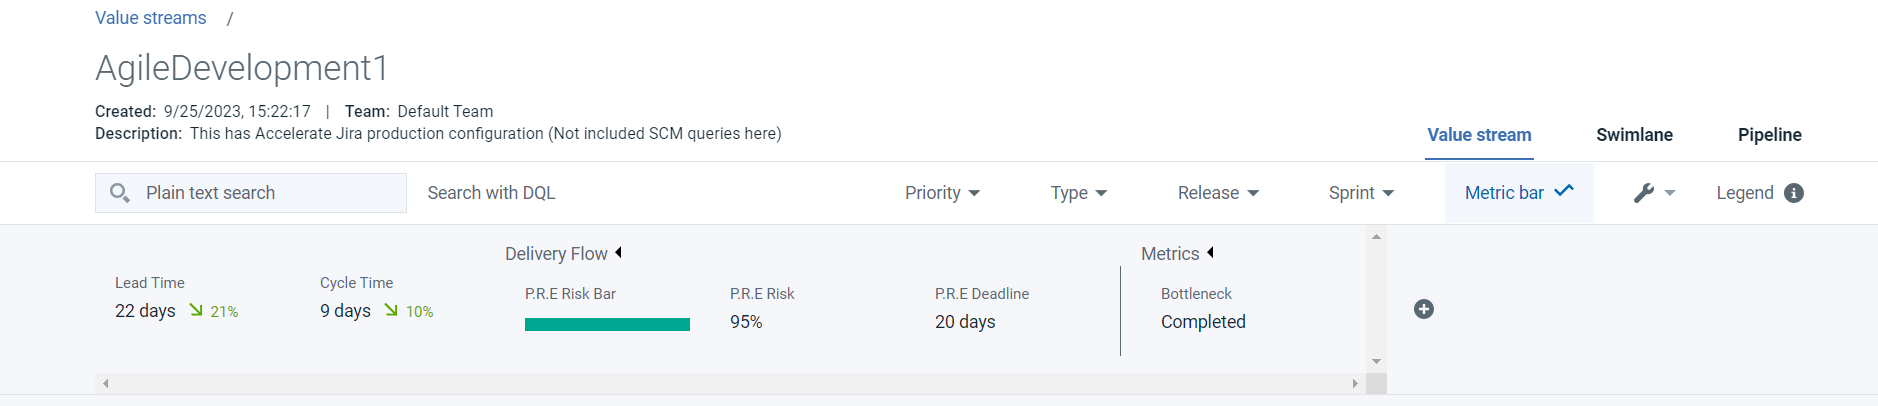 Value streams /
AgileDevelopment1
Created: 9/25/2023, 15:22:17 | Team: Default Team
Description: This has Accelerate Jira production configuration (Not included SCM queries here)
Value stream Swimlane Pipeline
Plain text search Search with DQL Priority Type Release Sprint Metric bar Legend
Delivery Flow Metrics
Lead Time Cycle Time P.R.E Risk Bar P.R.E Risk P.R.E Deadline Bottleneck
22 days 21% 9 days 10% 95% 20 days Completed